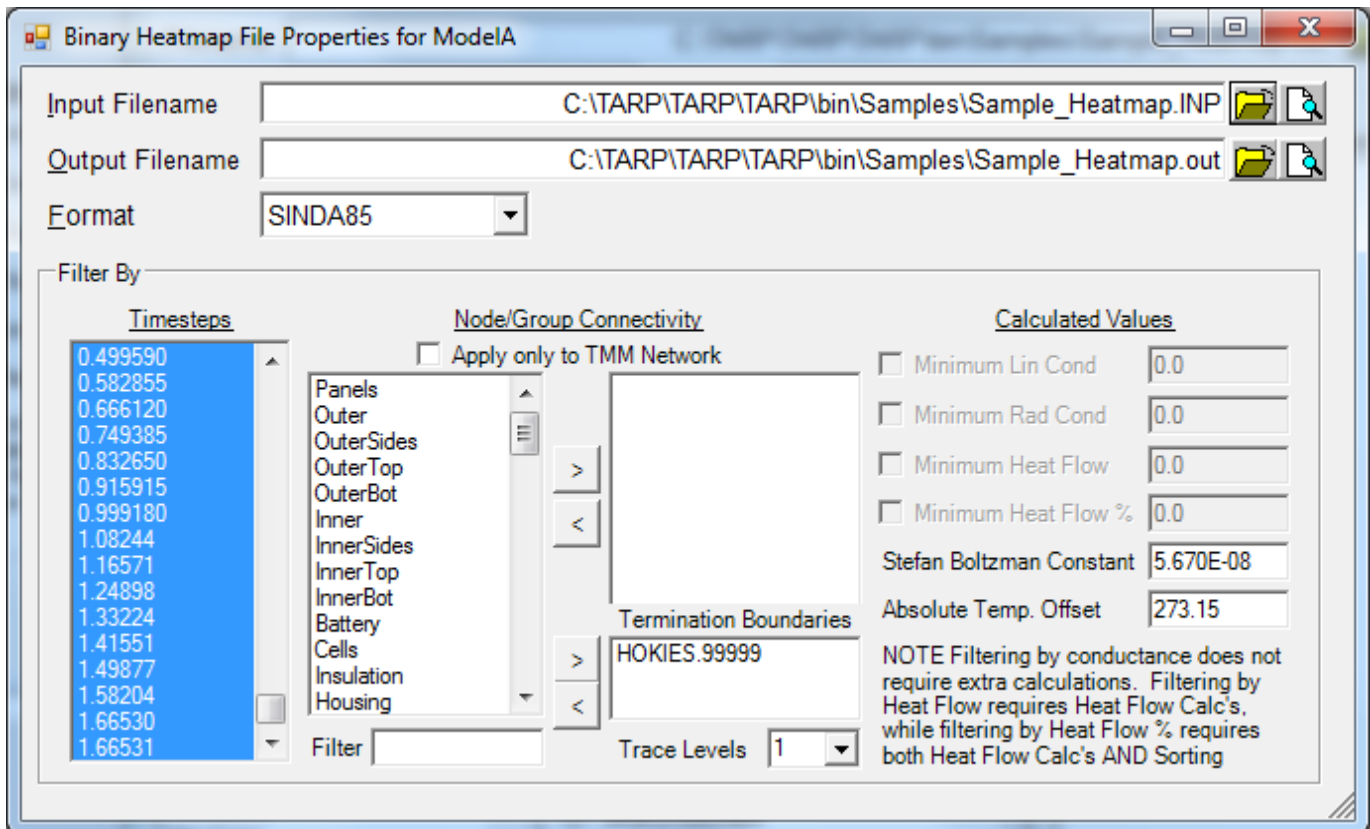 Binary Heatmap File Properties for ModelA
Input Filename
C:\TARP\TARP\TARP\bin\Samples\Sample_Heatmap.INP
Output Filename
C:\TARP\TARP\TARP\bin\Samples\Sample_Heatmap.out
Format
SINDA85
Filter By
Timesteps
0.499590
0.582855
0.666120
0.749385
0.832650
0.915915
0.999180
1.08244
1.16571
1.24898
1.33224
1.41551
1.49877
1.58204
1.66530
1.66531
Node/Group Connectivity
Apply only to TMM Network
Panels
Outer
OuterSides
OuterTop
OuterBot
Inner
InnerSides
InnerTop
InnerBot
Battery
Cells
Insulation
Housing
Filter
>
<
Termination Boundaries
>
<
HOKIES.99999
Trace Levels 1
Calculated Values
Minimum Lin Cond 0.0
Minimum Rad Cond 0.0
Minimum Heat Flow 0.0
Minimum Heat Flow % 0.0
Stefan Boltzman Constant 5.670E-08
Absolute Temp. Offset 273.15
NOTE Filtering by conductance does not
require extra calculations. Filtering by
Heat Flow requires Heat Flow Calc's,
while filtering by Heat Flow % requires
both Heat Flow Calc's AND Sorting